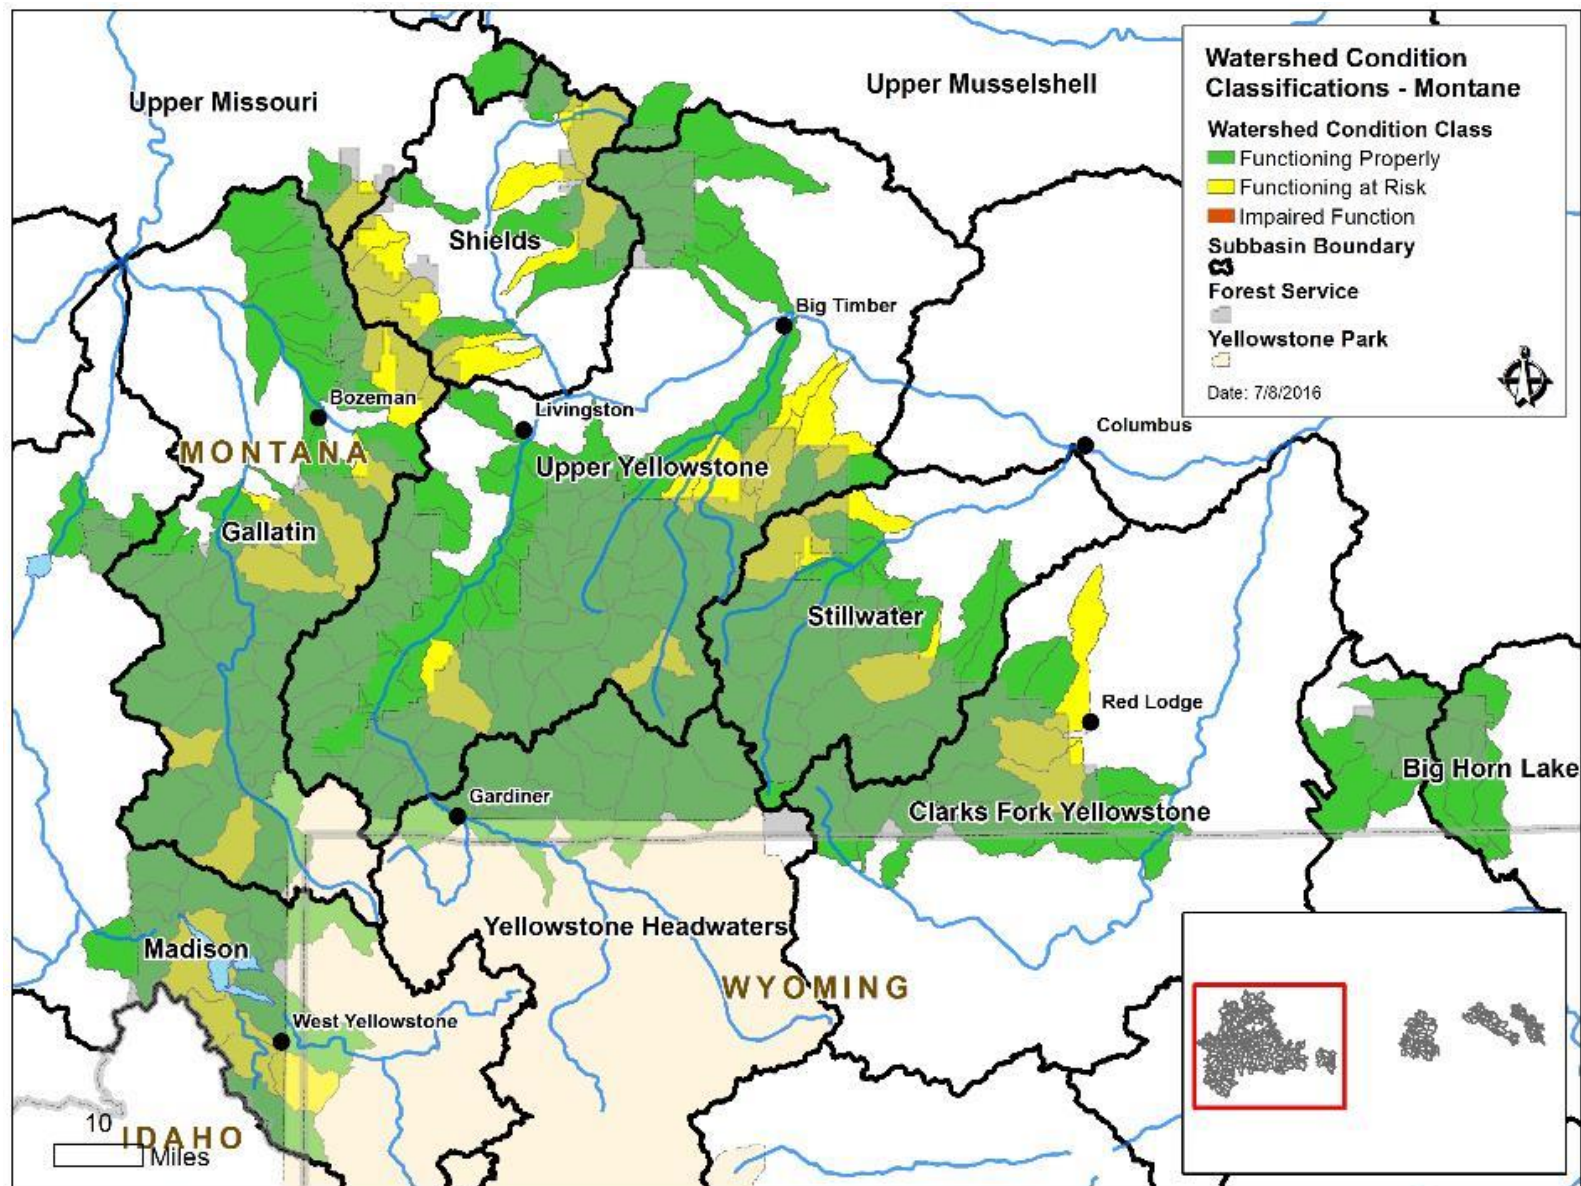 Watershed Condition
Classifications - Montane
Watershed Condition Class
Functioning Properly
Functioning at Risk
Impaired Function
Subbasin Boundary
Forest Service
Yellowstone Park
Date: 7/8/2016
Upper Musselshell
Upper Missouri
Shields
Big Timber
Bozeman
Livingston
Columbus
MONTANA
Upper Yellowstone
Gallatin
Stillwater
Red Lodge
Big Horn Lake
Gardiner
Clarks Fork Yellowstone
Yellowstone Headwaters
Madison
WYOMING
West Yellowstone
10
IDAHO
Miles